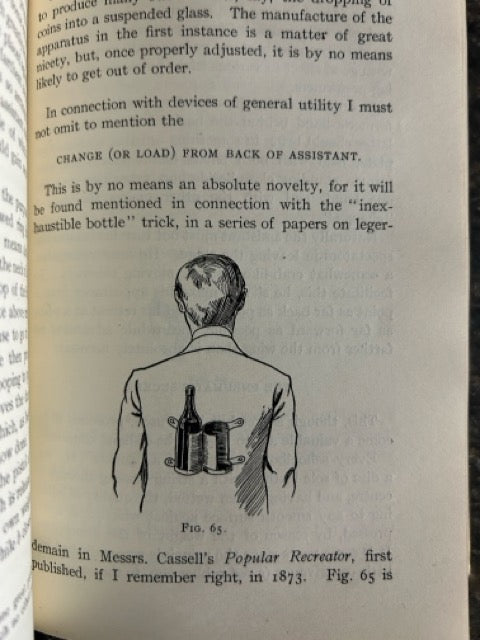 to produce many
coins into a suspended glass. The manufacture of the
apparatus in the first instance is a matter of great
nicety, but, once properly adjusted, it is by no means
likely to get out of order.
In connection with devices of general utility I must
not omit to mention the
CHANGE (OR LOAD) FROM BACK OF ASSISTANT.
This is by no means an absolute novelty, for it will
be found mentioned in connection with the "inex-
haustible bottle" trick, in a series of papers on leger-
FIG. 65.
demain in Messrs. Cassell's Popular Recreator, first
published, if I remember right, in 1873. Fig. 65 is